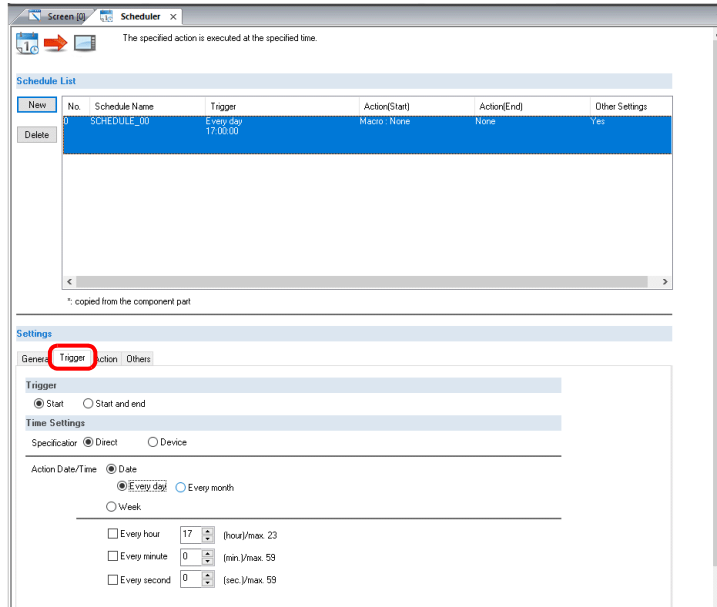 Screen [0] Scheduler ×
The specified action is executed at the specified time.
Schedule List
New
No. Schedule Name Trigger Action(Start) Action(End) Other Settings
0 SCHEDULE_00 Every day Macro : None None Yes
17:00:00
Delete
*: copied from the component part
Settings
General Trigger Action Others
Trigger
Start Start and end
Time Settings
Specification Direct Device
Action Date/Time Date
Every day Every month
Week
Every hour 17 (hour)/max. 23
Every minute 0 (min.)/max. 59
Every second 0 (sec.)/max. 59